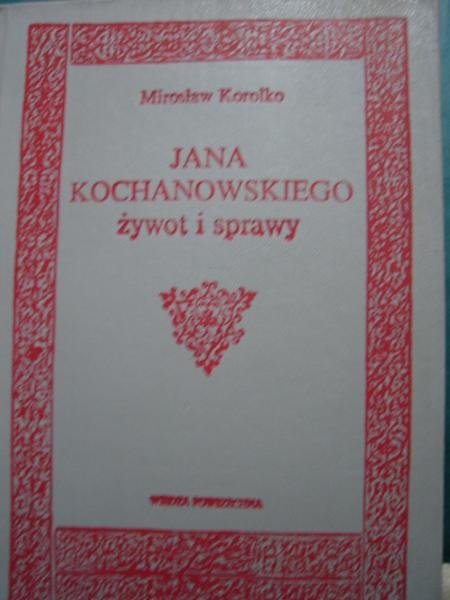 Mirosław Korolko
JANA
KOCHANOWSKIEGO
żywot i sprawy
WIEDZA POWSZECHNA